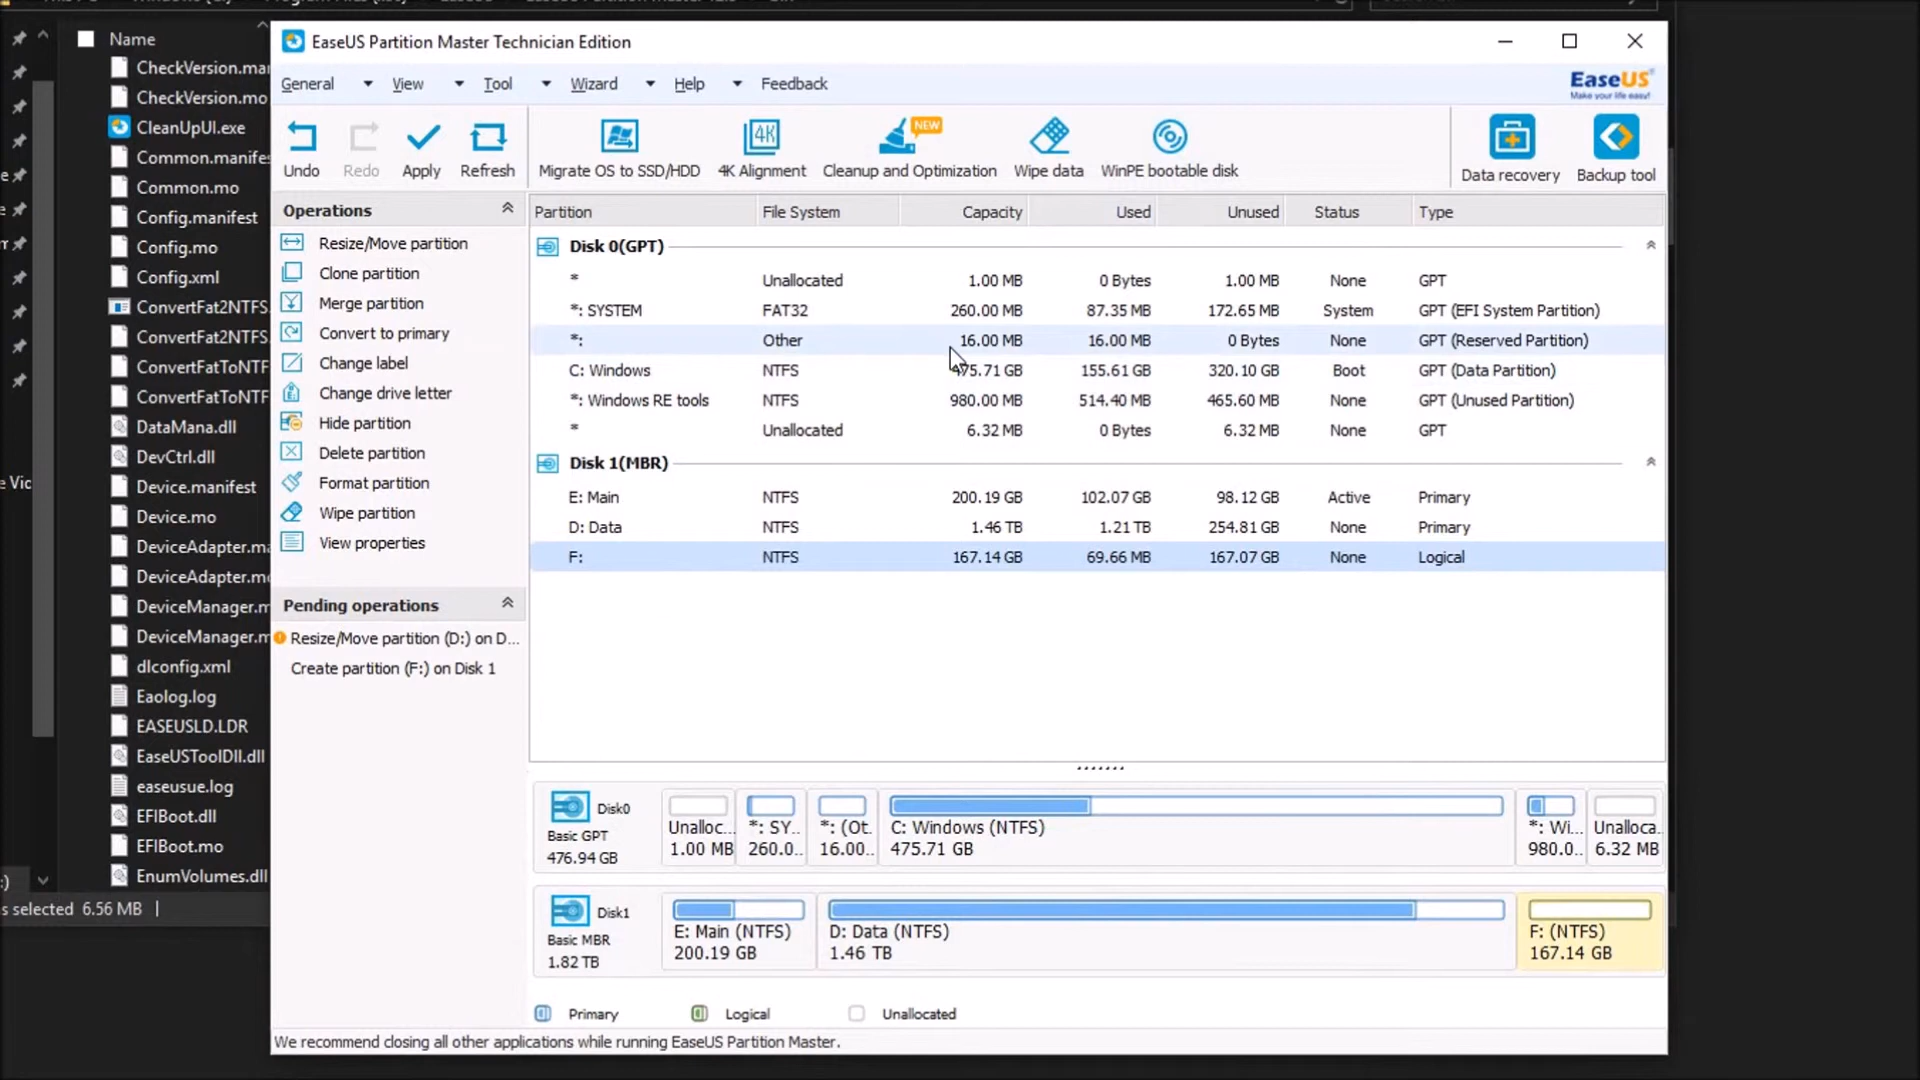 EaseUS Partition Master Technician Edition
General View Tool Wizard Help Feedback
EaseUS
Make your life easy!
Undo Redo Apply Refresh Migrate OS to SSD/HDD 4K Alignment NEW Cleanup and Optimization Wipe data WinPE bootable disk Data recovery Backup tool
Name
CheckVersion.ma
CheckVersion.mo
CleanUpUI.exe
Common.manifes
Common.mo
Config.manifest
Config.mo
Config.xml
ConvertFat2NTFS.
ConvertFat2NTFS.
ConvertFatToNTF
ConvertFatToNTF
DataMana.dll
DevCtrl.dll
Device.manifest
Device.mo
DeviceAdapter.ma
DeviceAdapter.mo
DeviceManager.m
DeviceManager.m
dlconfig.xml
Eaolog.log
EASEUSLD.LDR
EaseUSToolDll.dll
easeusue.log
EFIBoot.dll
EFIBoot.mo
EnumVolumes.dll
e Vic
s selected 6.56 MB
Operations
Resize/Move partition
Clone partition
Merge partition
Convert to primary
Change label
Change drive letter
Hide partition
Delete partition
Format partition
Wipe partition
View properties
Pending operations
Resize/Move partition (D:) on D...
Create partition (F:) on Disk 1
Partition File System Capacity Used Unused Status Type
Disk 0(GPT)
* Unallocated 1.00 MB 0 Bytes 1.00 MB None GPT
*: SYSTEM FAT32 260.00 MB 87.35 MB 172.65 MB System GPT (EFI System Partition)
*: Other 16.00 MB 16.00 MB 0 Bytes None GPT (Reserved Partition)
C: Windows NTFS 475.71 GB 155.61 GB 320.10 GB Boot GPT (Data Partition)
*: Windows RE tools NTFS 980.00 MB 514.40 MB 465.60 MB None GPT (Unused Partition)
* Unallocated 6.32 MB 0 Bytes 6.32 MB None GPT
Disk 1(MBR)
E: Main NTFS 200.19 GB 102.07 GB 98.12 GB Active Primary
D: Data NTFS 1.46 TB 1.21 TB 254.81 GB None Primary
F: NTFS 167.14 GB 69.66 MB 167.07 GB None Logical
Disk0
Basic GPT
476.94 GB
Unalloc...
1.00 MB
*: SY...
260.0...
*: (Ot.
16.00...
C: Windows (NTFS)
475.71 GB
*: Wi...
980.0...
Unalloca.
6.32 MB
Disk1
Basic MBR
1.82 TB
E: Main (NTFS)
200.19 GB
D: Data (NTFS)
1.46 TB
F: (NTFS)
167.14 GB
Primary Logical Unallocated
We recommend closing all other applications while running EaseUS Partition Master.